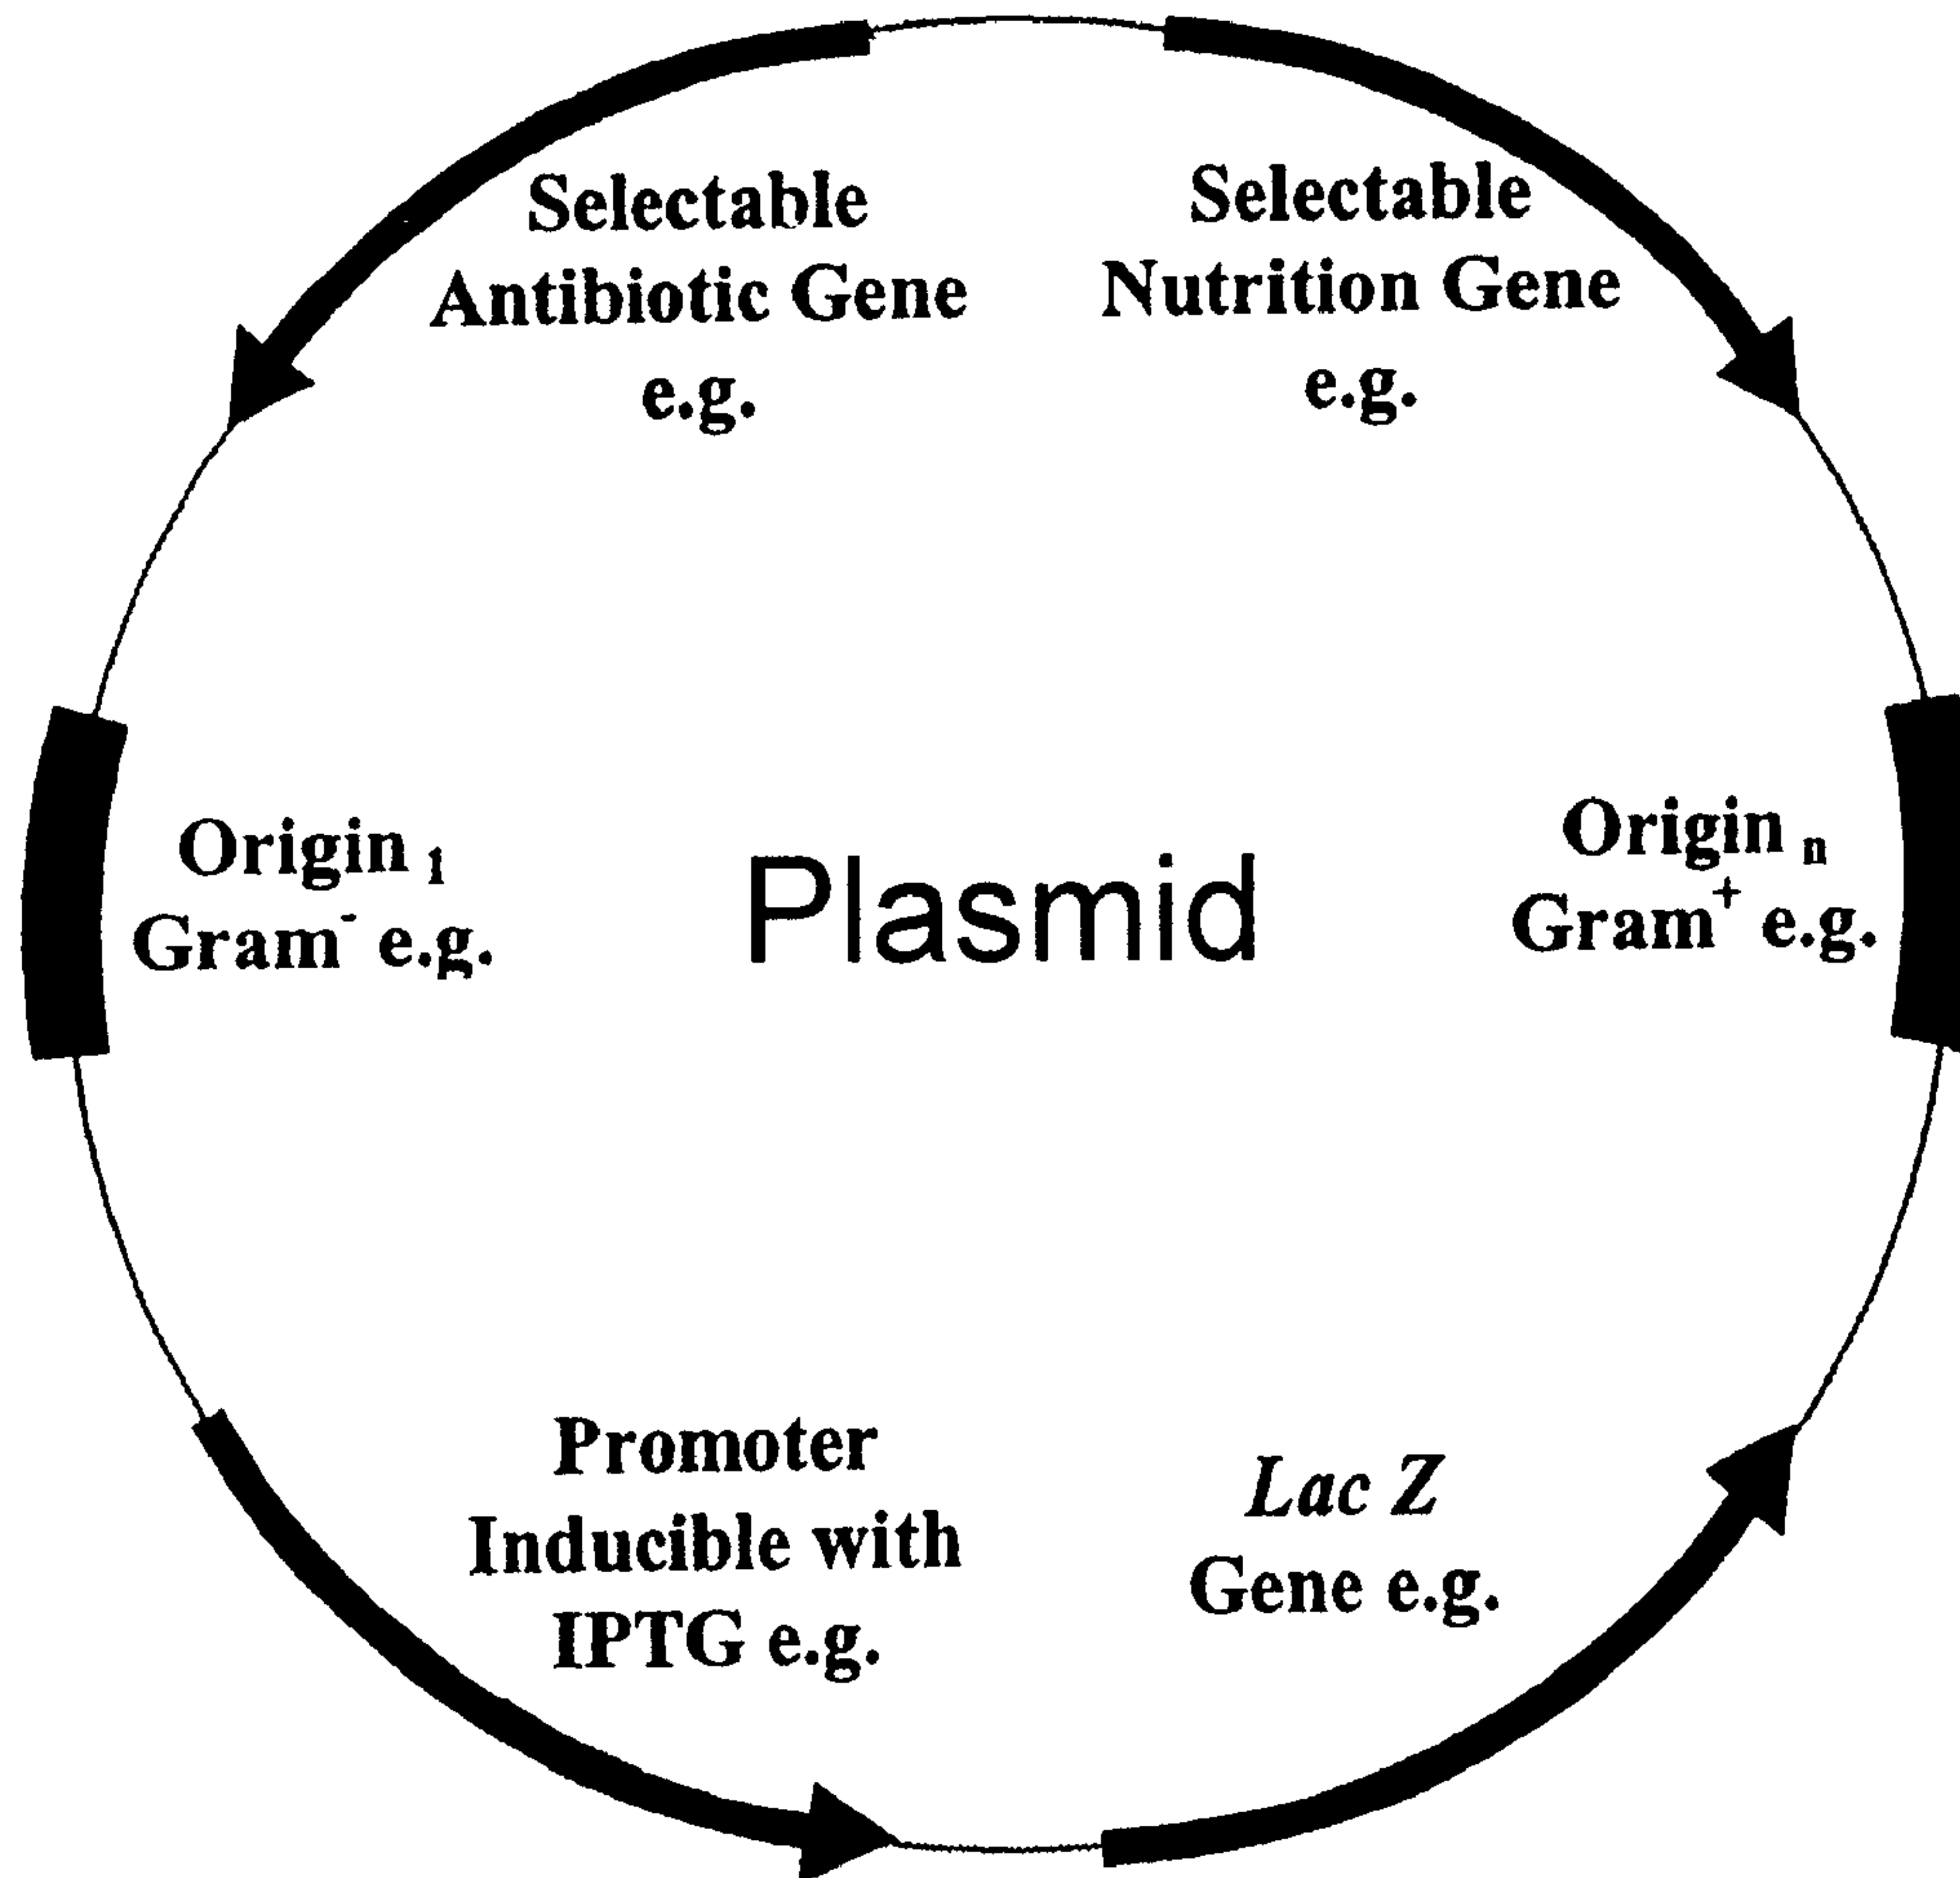 Selectable
Antibiotic Gene
e.g.
Selectable
Nutrition Gene
e.g.
Origin 1
Gram- e.g.
Plasmid
Origin n
Gram+ e.g.
Promoter
Inducible with
IPTG e.g.
Lac Z
Gene e.g.